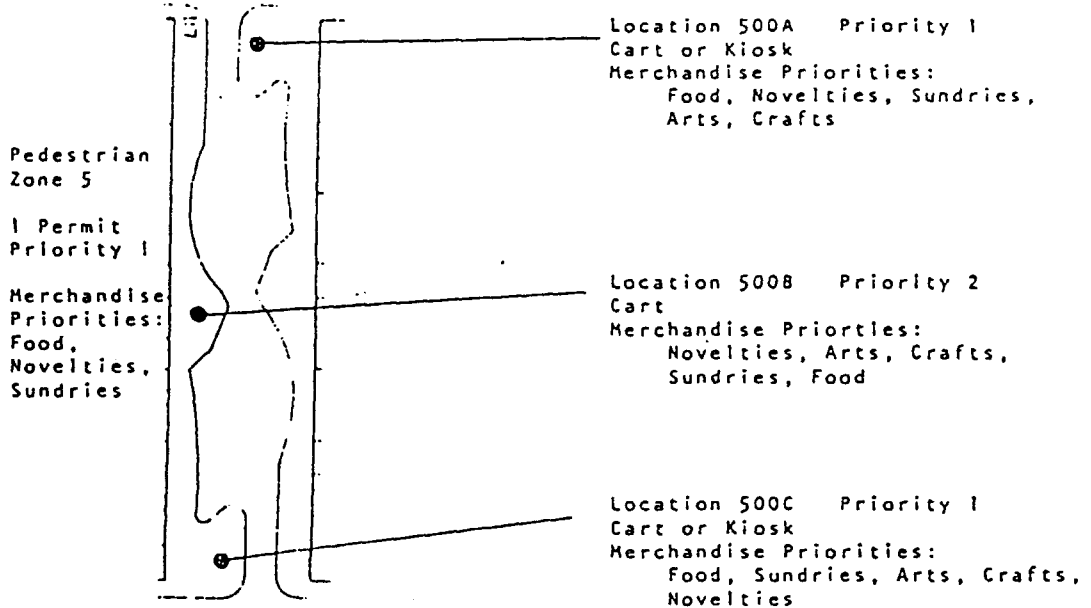 Location 500A Priority 1
Cart or Kiosk
Merchandise Priorities:
Food, Novelties, Sundries,
Arts, Crafts
Pedestrian
Zone 5
1 Permit
Priority 1
Merchandise
Priorities:
Food,
Novelties,
Sundries
Location 500B Priority 2
Cart
Merchandise Priorties:
Novelties, Arts, Crafts,
Sundries, Food
Location 500C Priority 1
Cart or Kiosk
Merchandise Priorities:
Food, Sundries, Arts, Crafts,
Novelties